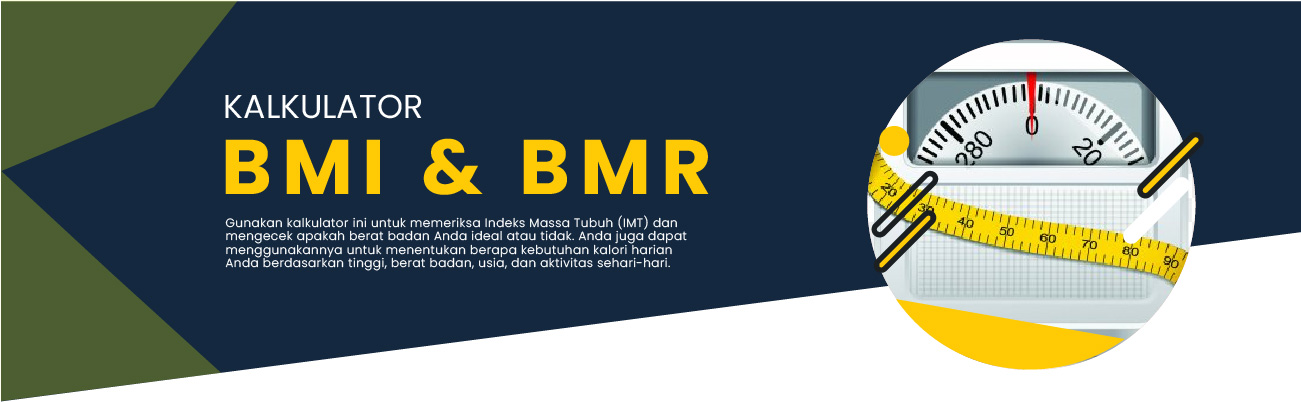 KALKULATOR
BMI & BMR
Gunakan kalkulator ini untuk memeriksa Indeks Massa Tubuh (IMT) dan
mengecek apakah berat badan Anda ideal atau tidak. Anda juga dapat
menggunakannya untuk menentukan berapa kebutuhan kalori harian
Anda berdasarkan tinggi, berat badan, usia, dan aktivitas sehari-hari.
280 0 20
20 30 40 50 60 70 80 90